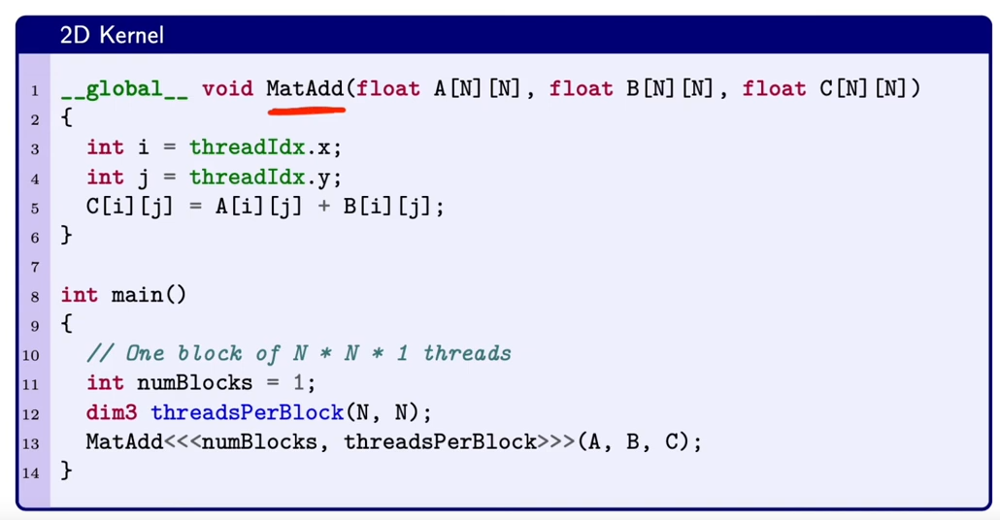 2D Kernel
1 __global__ void MatAdd(float A[N][N], float B[N][N], float C[N][N])
2 {
3 int i = threadIdx.x;
4 int j = threadIdx.y;
5 C[i][j] = A[i][j] + B[i][j];
6 }
7
8 int main()
9 {
10 // One block of N * N * 1 threads
11 int numBlocks = 1;
12 dim3 threadsPerBlock(N, N);
13 MatAdd<<<numBlocks, threadsPerBlock>>>(A, B, C);
14 }